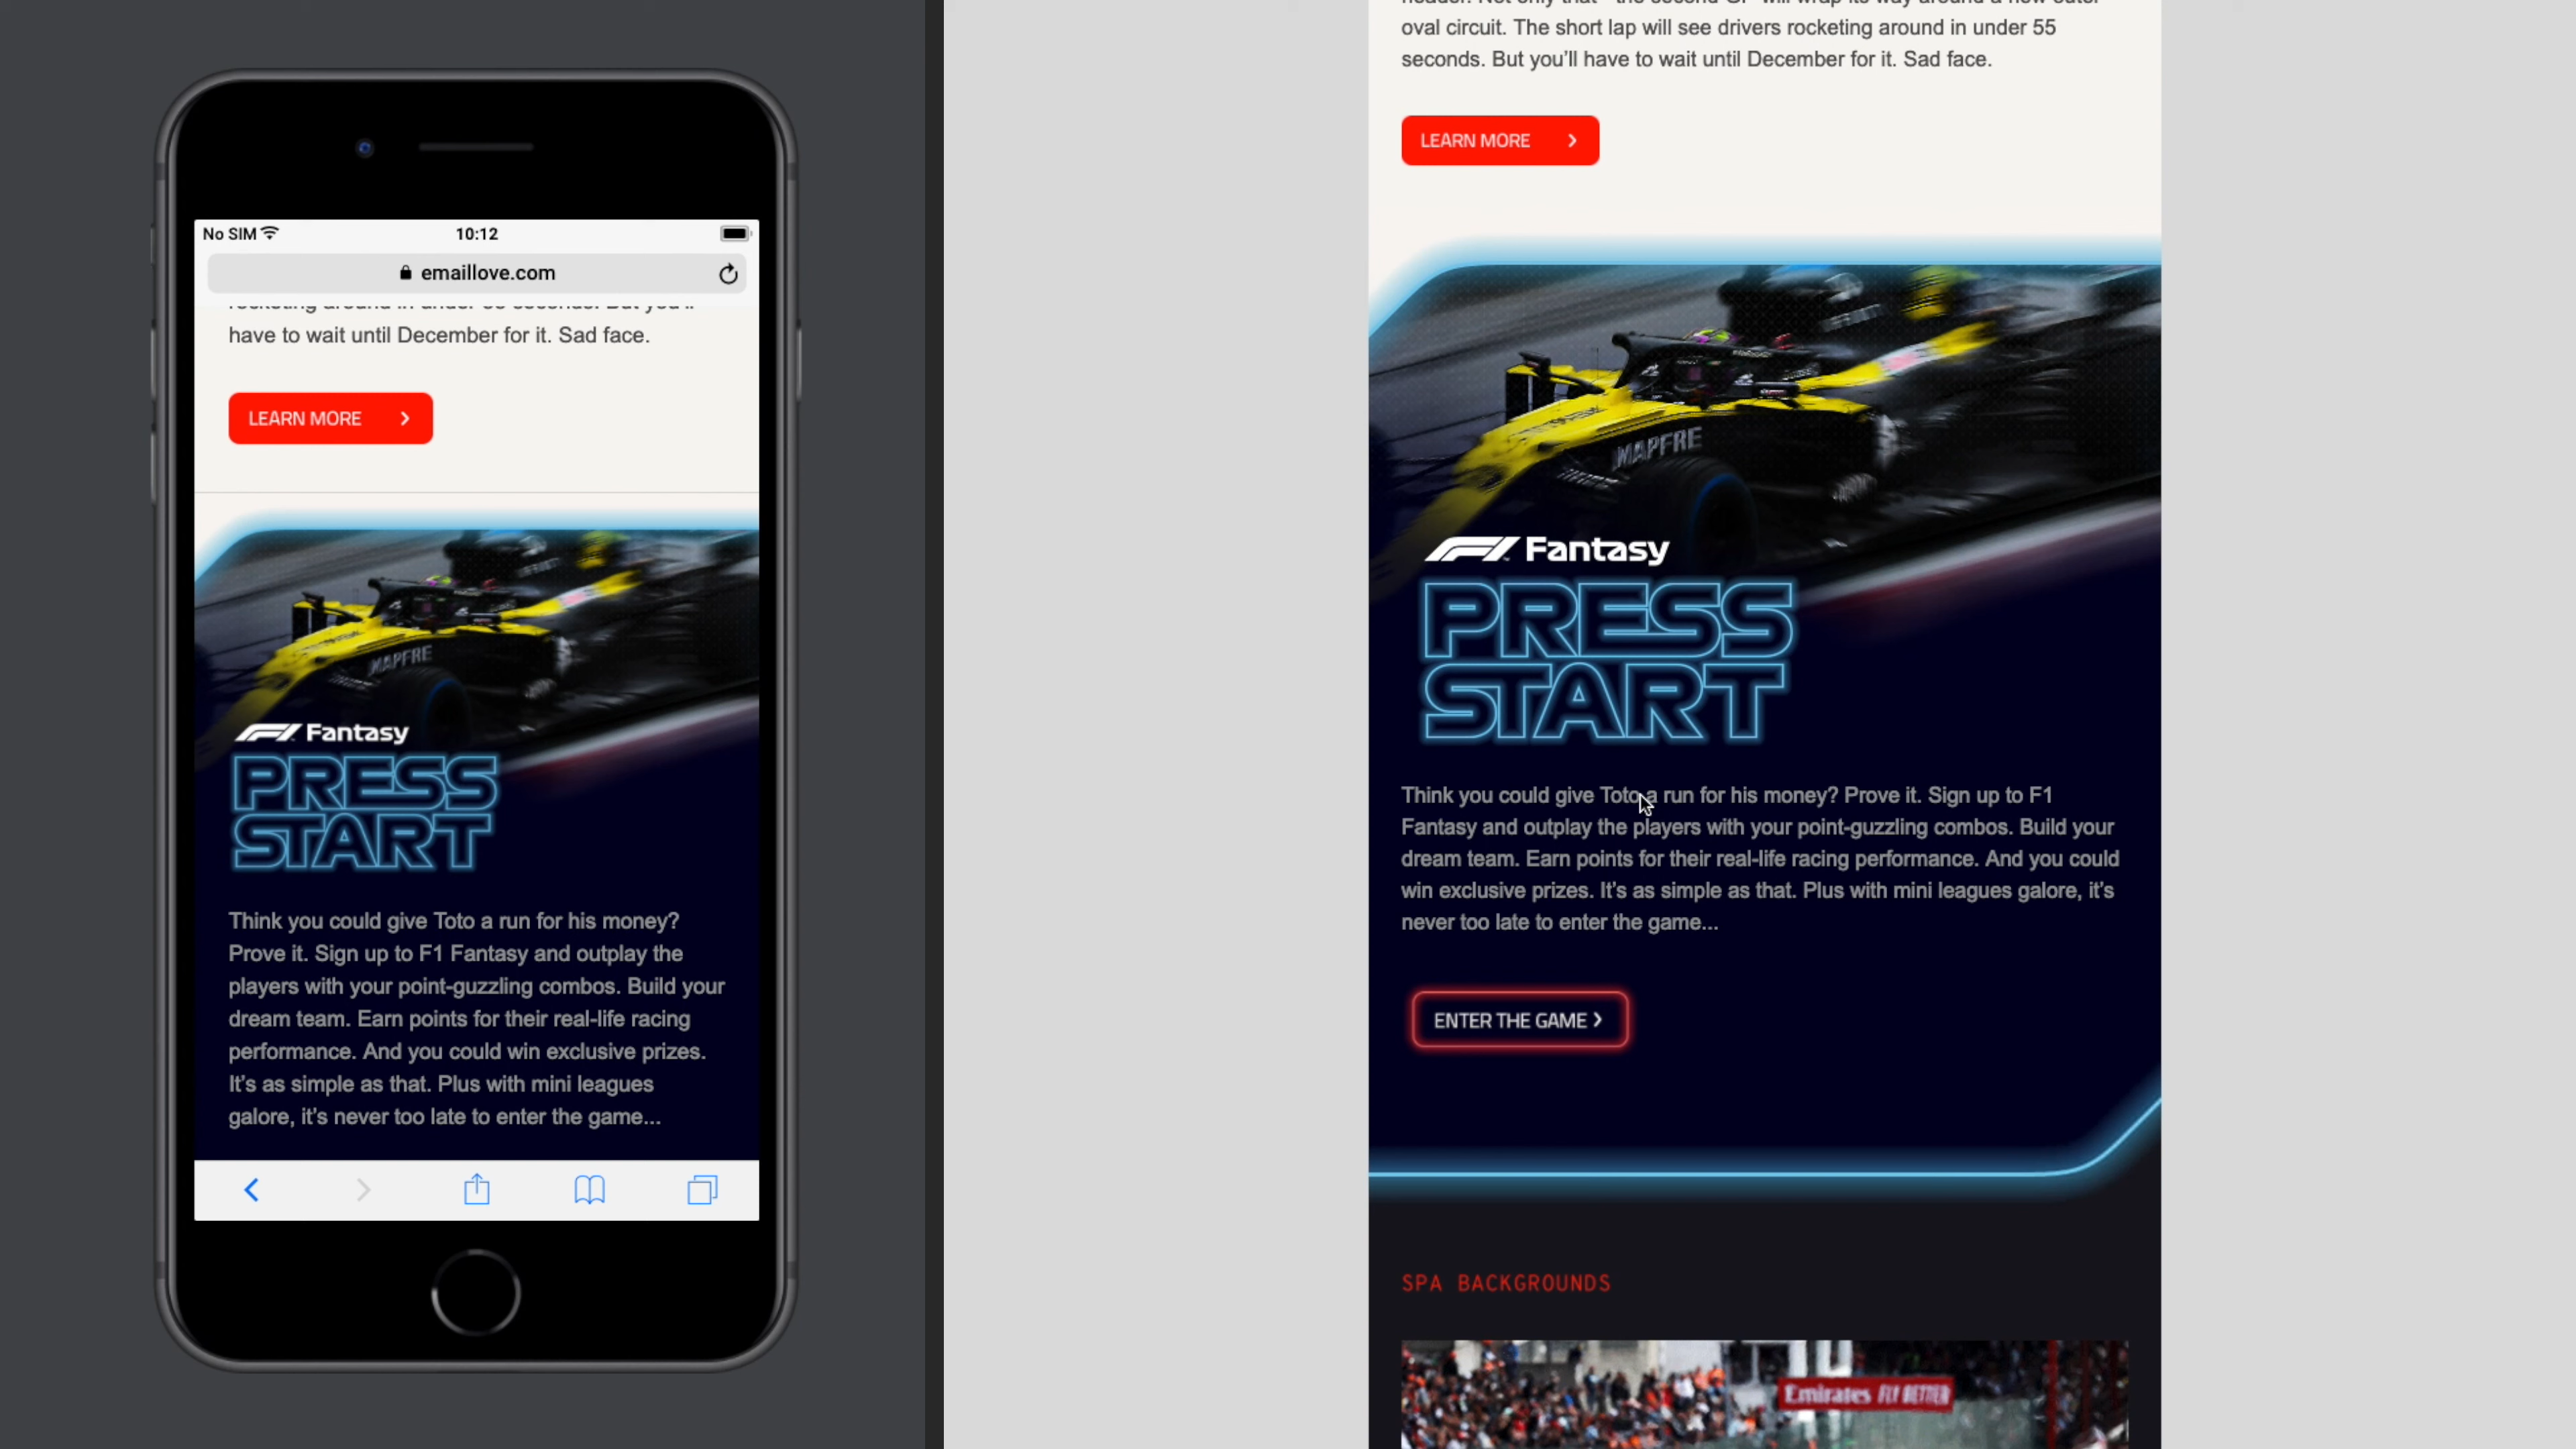 No SIM
10:12
emaillove.com
have to wait until December for it. Sad face.
LEARN MORE
MAPFRE
F1 Fantasy
PRESS
START
Think you could give Toto a run for his money?
Prove it. Sign up to F1 Fantasy and outplay the
players with your point-guzzling combos. Build your
dream team. Earn points for their real-life racing
performance. And you could win exclusive prizes.
It's as simple as that. Plus with mini leagues
galore, it's never too late to enter the game...
oval circuit. The short lap will see drivers rocketing around in under 55
seconds. But you'll have to wait until December for it. Sad face.
LEARN MORE
MAPFRE
F1 Fantasy
PRESS
START
Think you could give Toto a run for his money? Prove it. Sign up to F1
Fantasy and outplay the players with your point-guzzling combos. Build your
dream team. Earn points for their real-life racing performance. And you could
win exclusive prizes. It's as simple as that. Plus with mini leagues galore, it's
never too late to enter the game...
ENTER THE GAME
SPA BACKGROUNDS
Emirates FLY BETTER